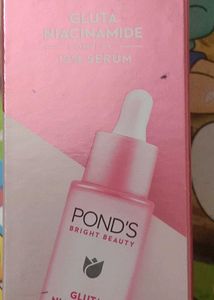 GLUTA
NIACINAMIDE
SERUM
POND'S
BRIGHT BEAUTY
GLUTA